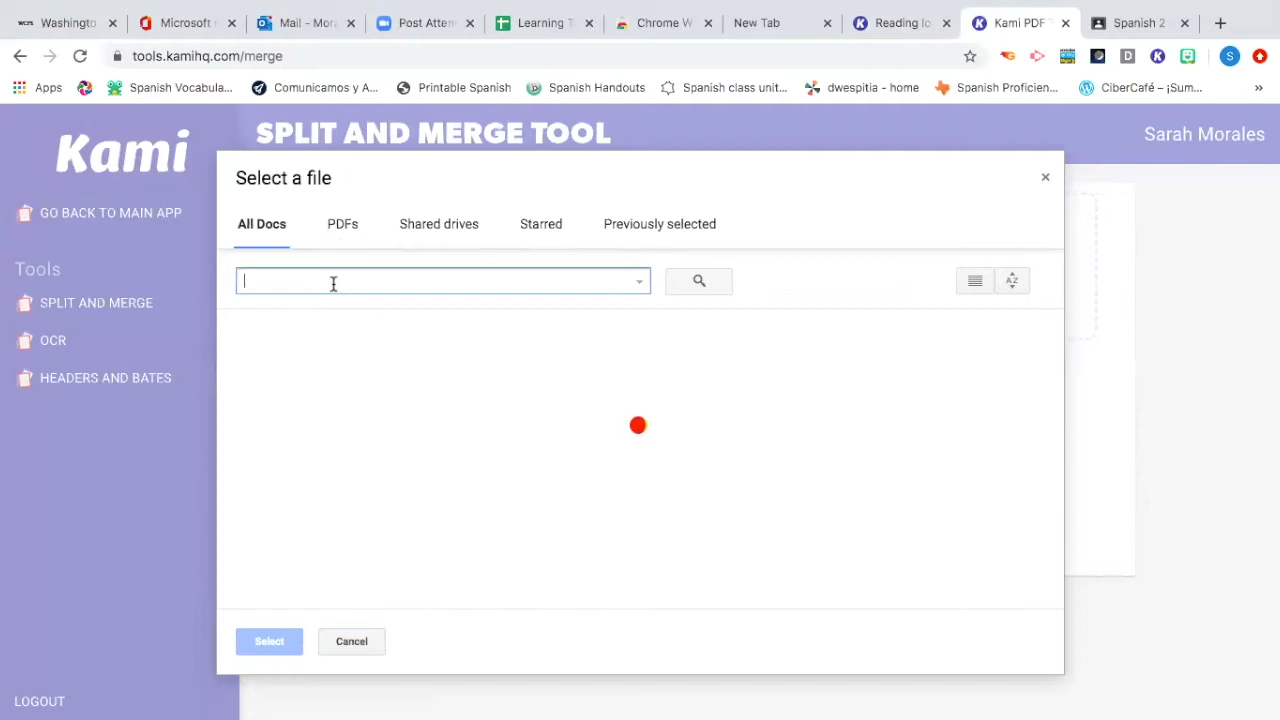 Washingto
Microsoft
Mail - Mor
Post Atten
Learning T
Chrome W
New Tab
Reading lo
Kami PDF T
Spanish 2
tools.kamihq.com/merge
D
S
Apps
Spanish Vocabula...
Comunicamos y A...
Printable Spanish
Spanish Handouts
Spanish class unit...
dwespitia - home
Spanish Proficien...
CiberCafé – ¡Sum...
»
Kami
SPLIT AND MERGE TOOL
Sarah Morales
GO BACK TO MAIN APP
Tools
SPLIT AND MERGE
OCR
HEADERS AND BATES
LOGOUT
Select a file
All Docs
PDFs
Shared drives
Starred
Previously selected
AZ
Select
Cancel